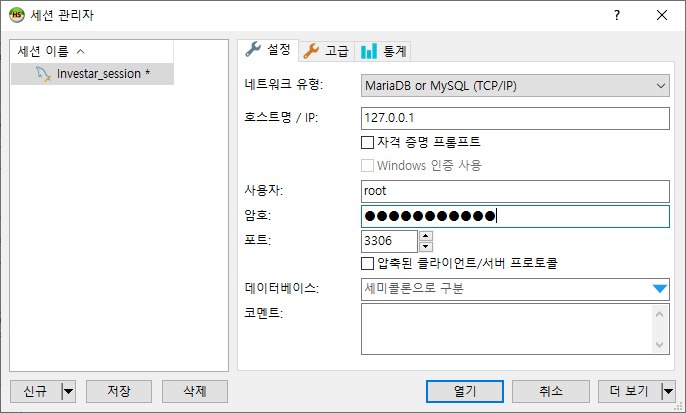 HS 세션 관리자
세션 이름
Investar_session *
설정 고급 통계
네트워크 유형: MariaDB or MySQL (TCP/IP)
호스트명 / IP: 127.0.0.1
자격 증명 프롬프트
Windows 인증 사용
사용자: root
암호: ●●●●●●●●●●●
포트: 3306
압축된 클라이언트/서버 프로토콜
데이터베이스: 세미콜론으로 구분
코멘트:
신규 저장 삭제 열기 취소 더 보기